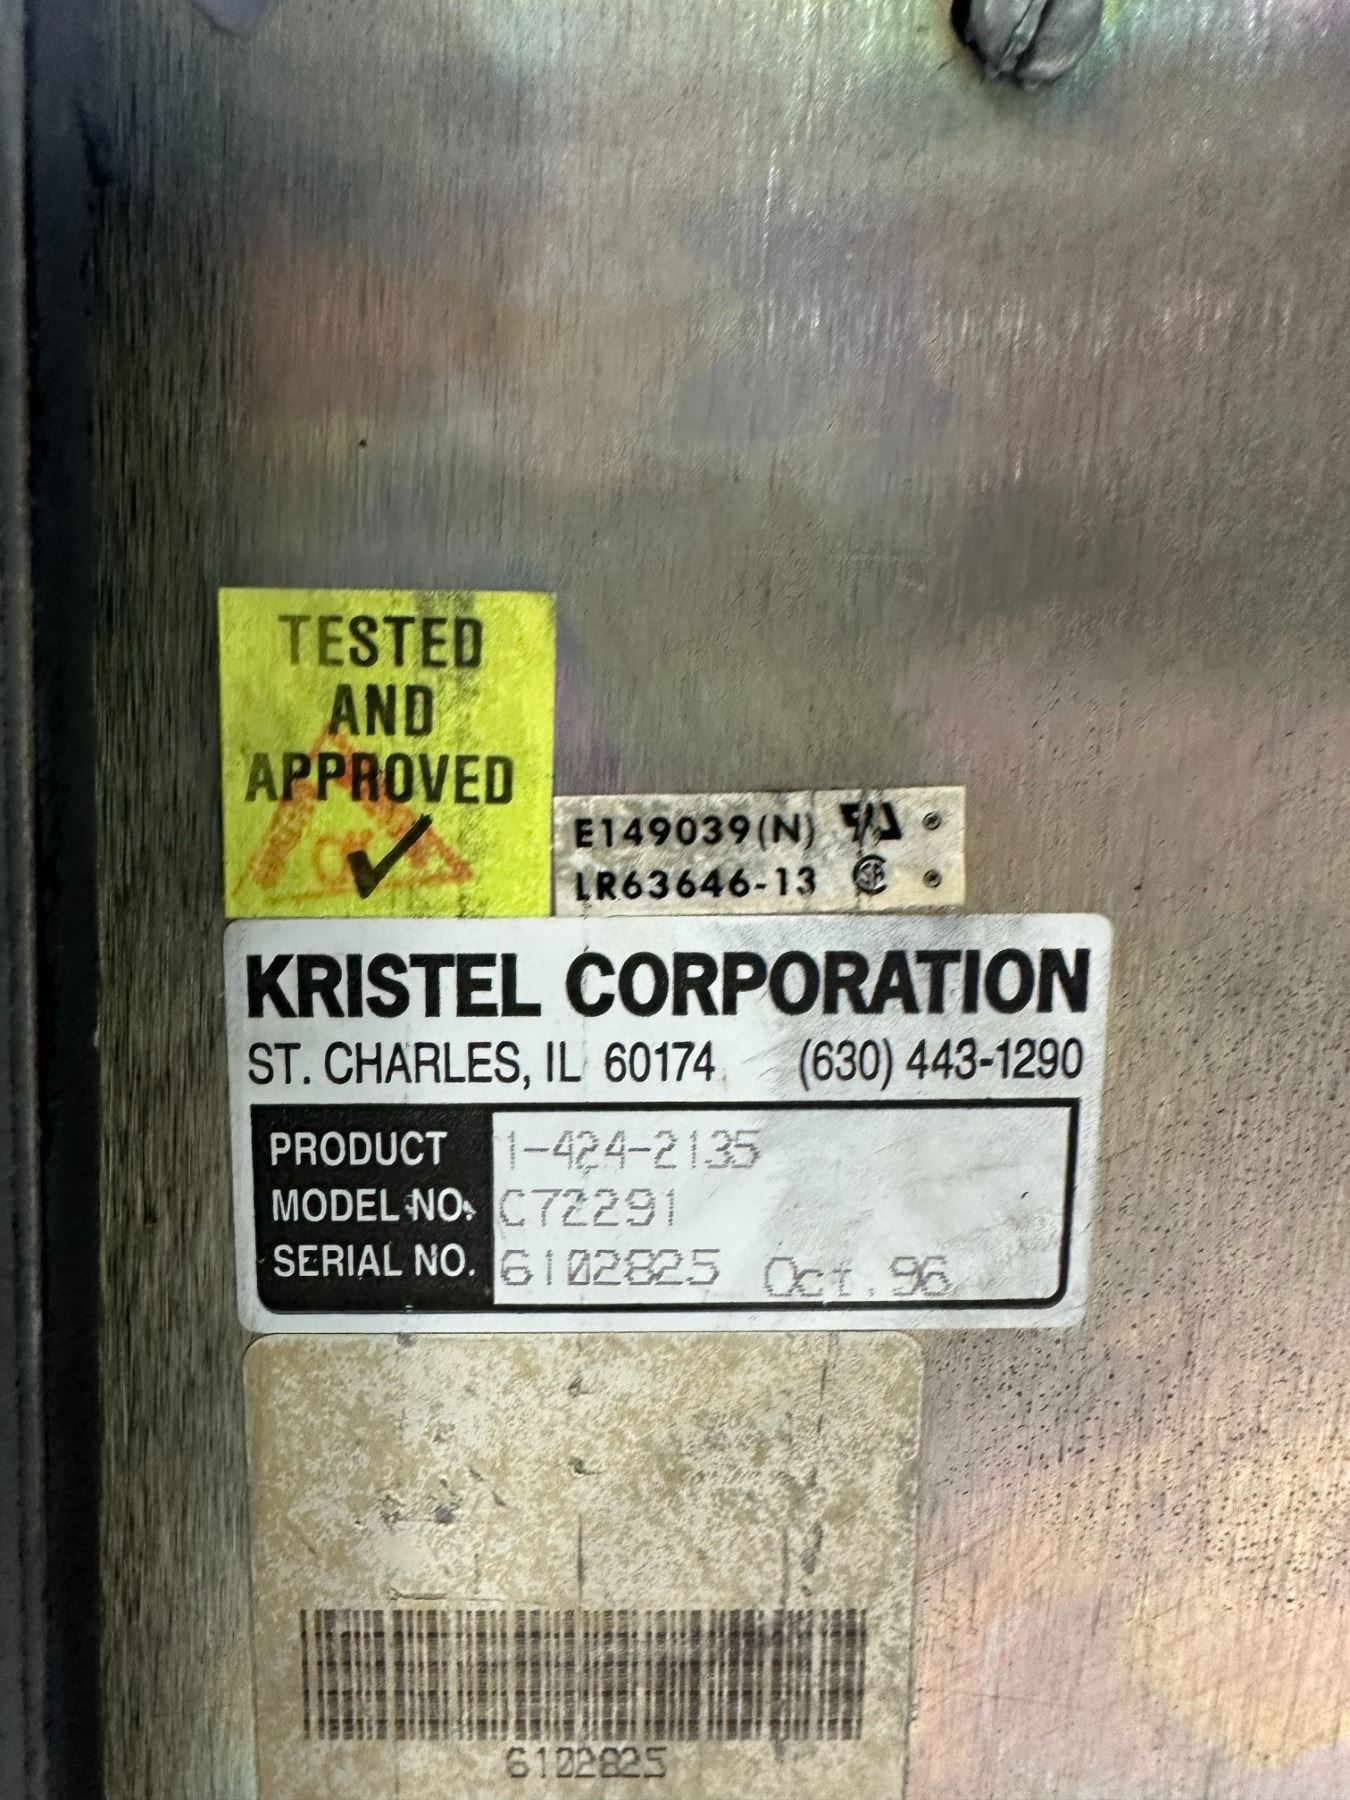 TESTED
AND
APPROVED
E149039(N)
LR63646-13
KRISTEL CORPORATION
ST. CHARLES, IL 60174 (630) 443-1290
PRODUCT 1-424-2135
MODEL NO. C72291
SERIAL NO. 6102825 Oct.96
6102825